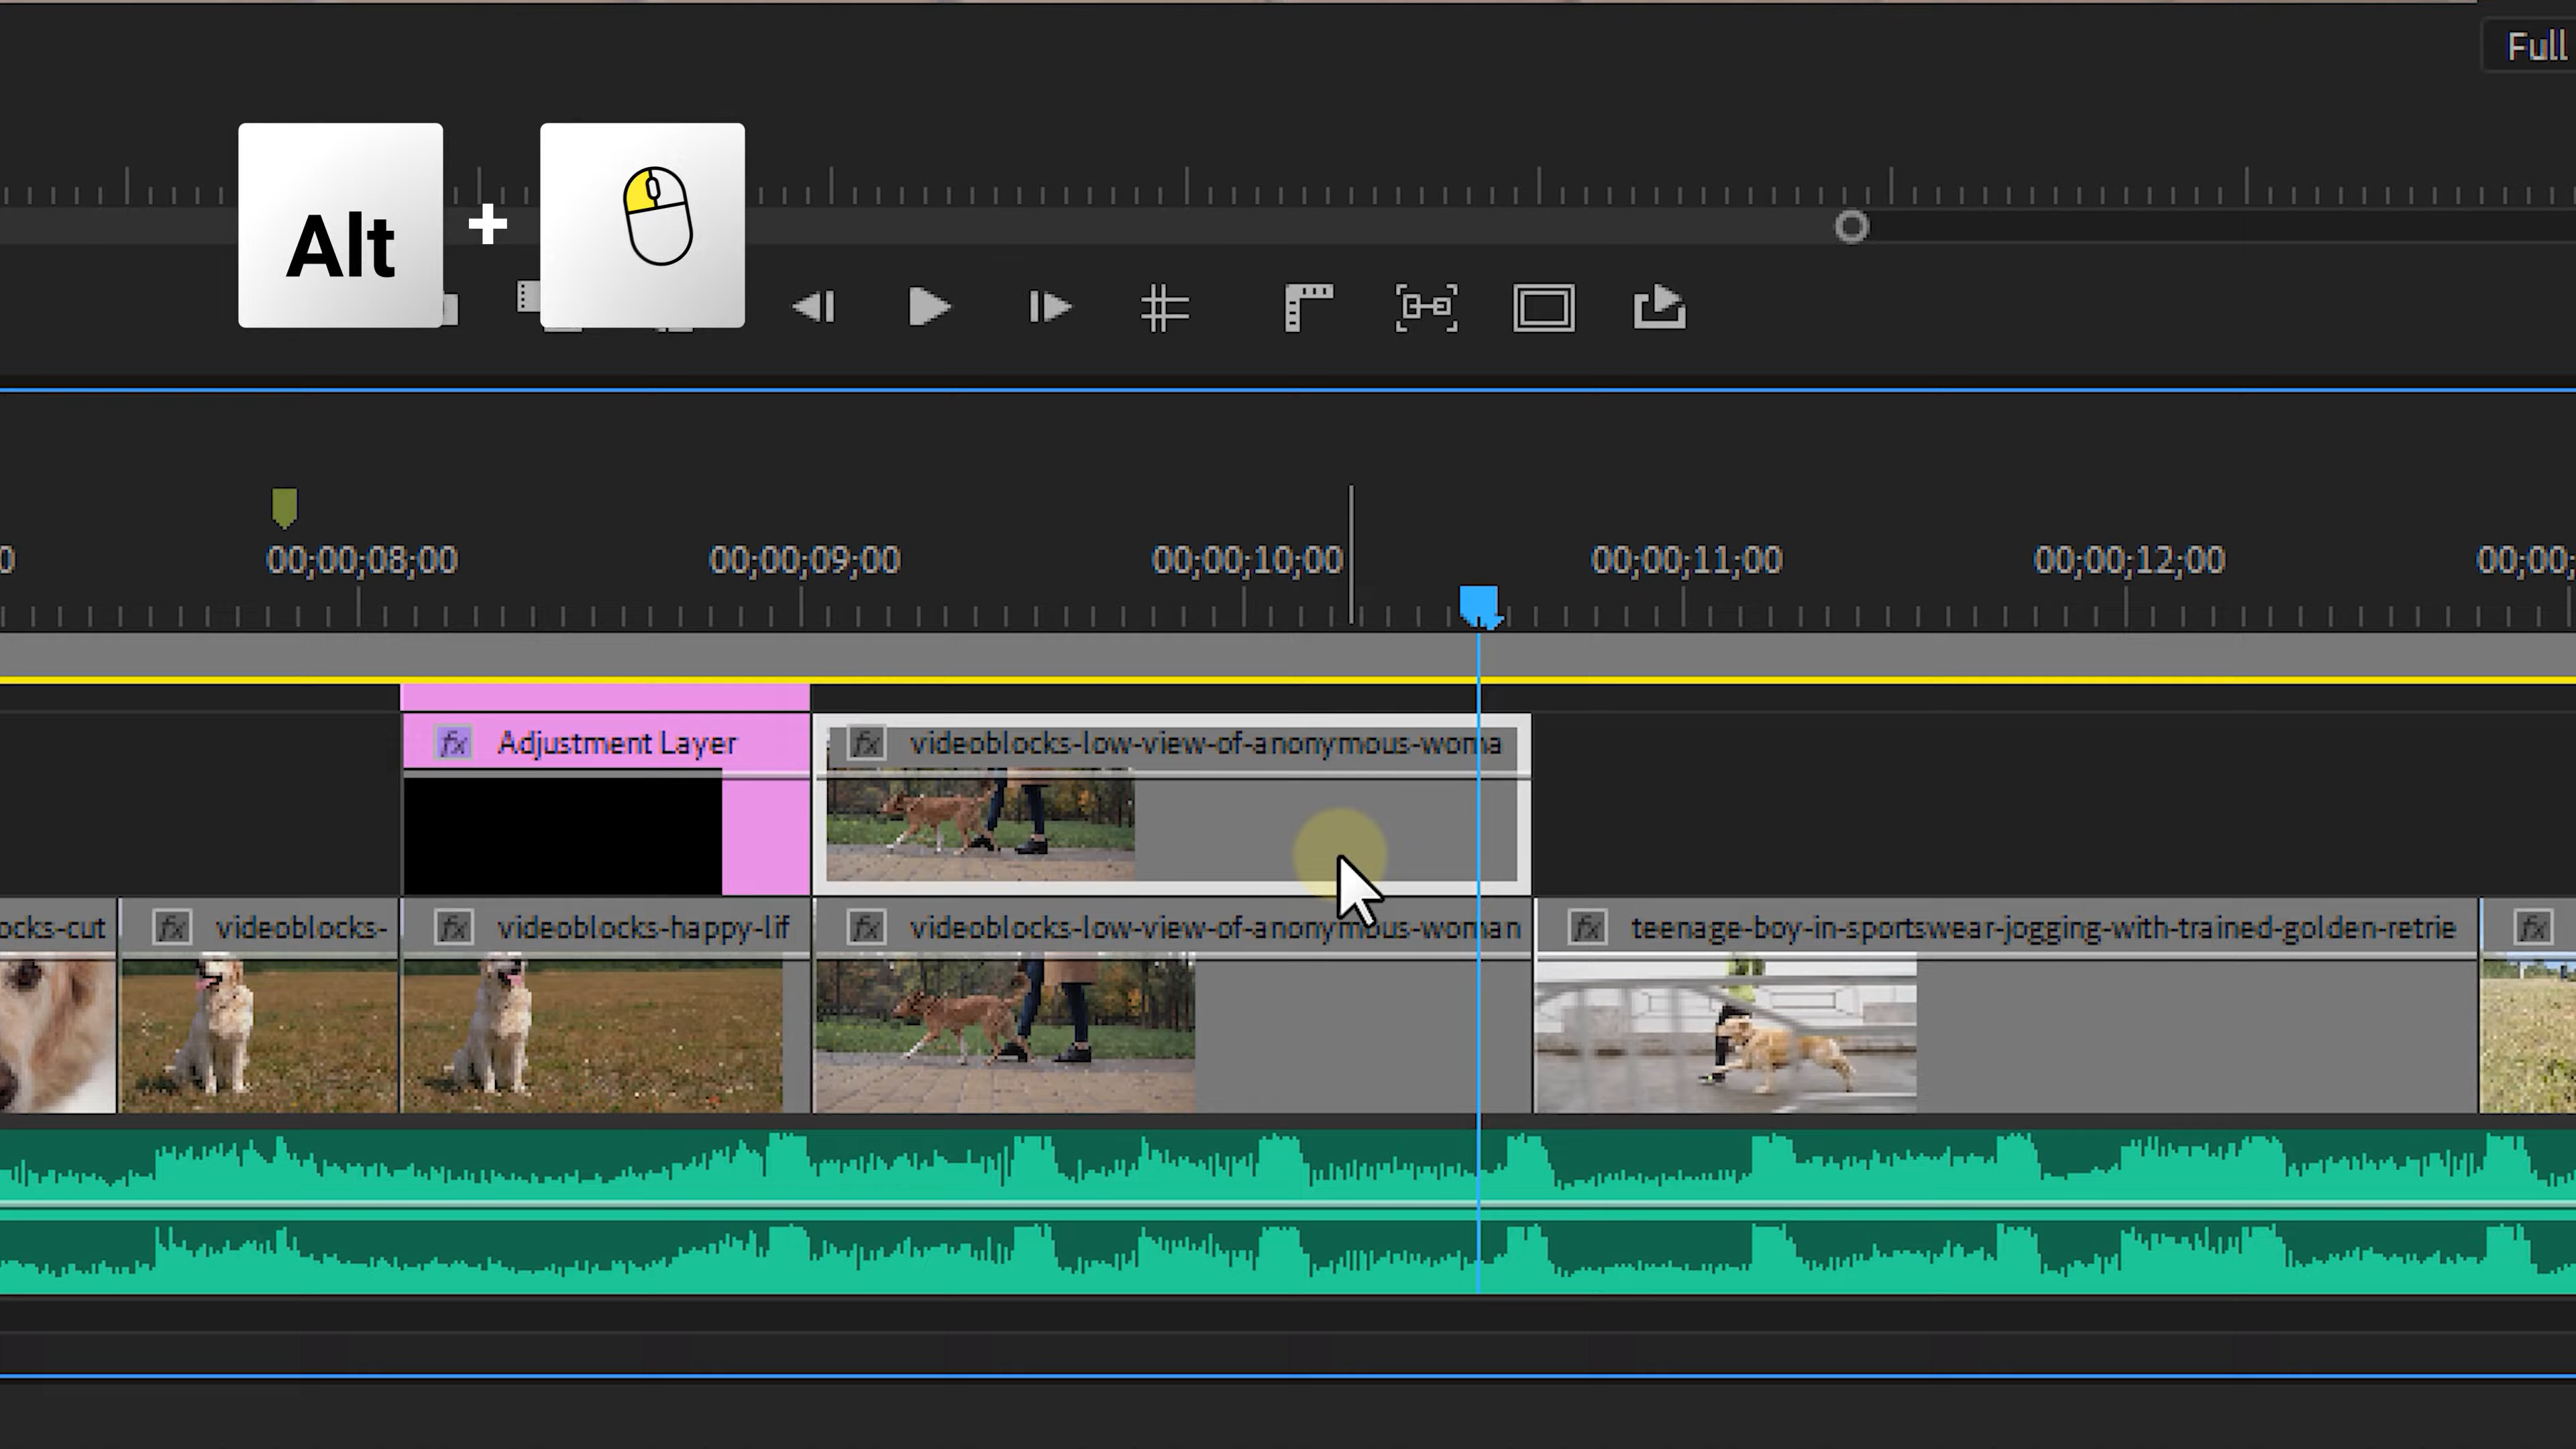 Full
Alt + 
0 00;00;08;00 00;00;09;00 00;00;10;00 00;00;11;00 00;00;12;00 00;00;
fx Adjustment Layer fx videoblocks-low-view-of-anonymous-woma
ocks-cut fx videoblocks- fx videoblocks-happy-lif fx videoblocks-low-view-of-anonymous-woman fx teenage-boy-in-sportswear-jogging-with-trained-golden-retrie fx